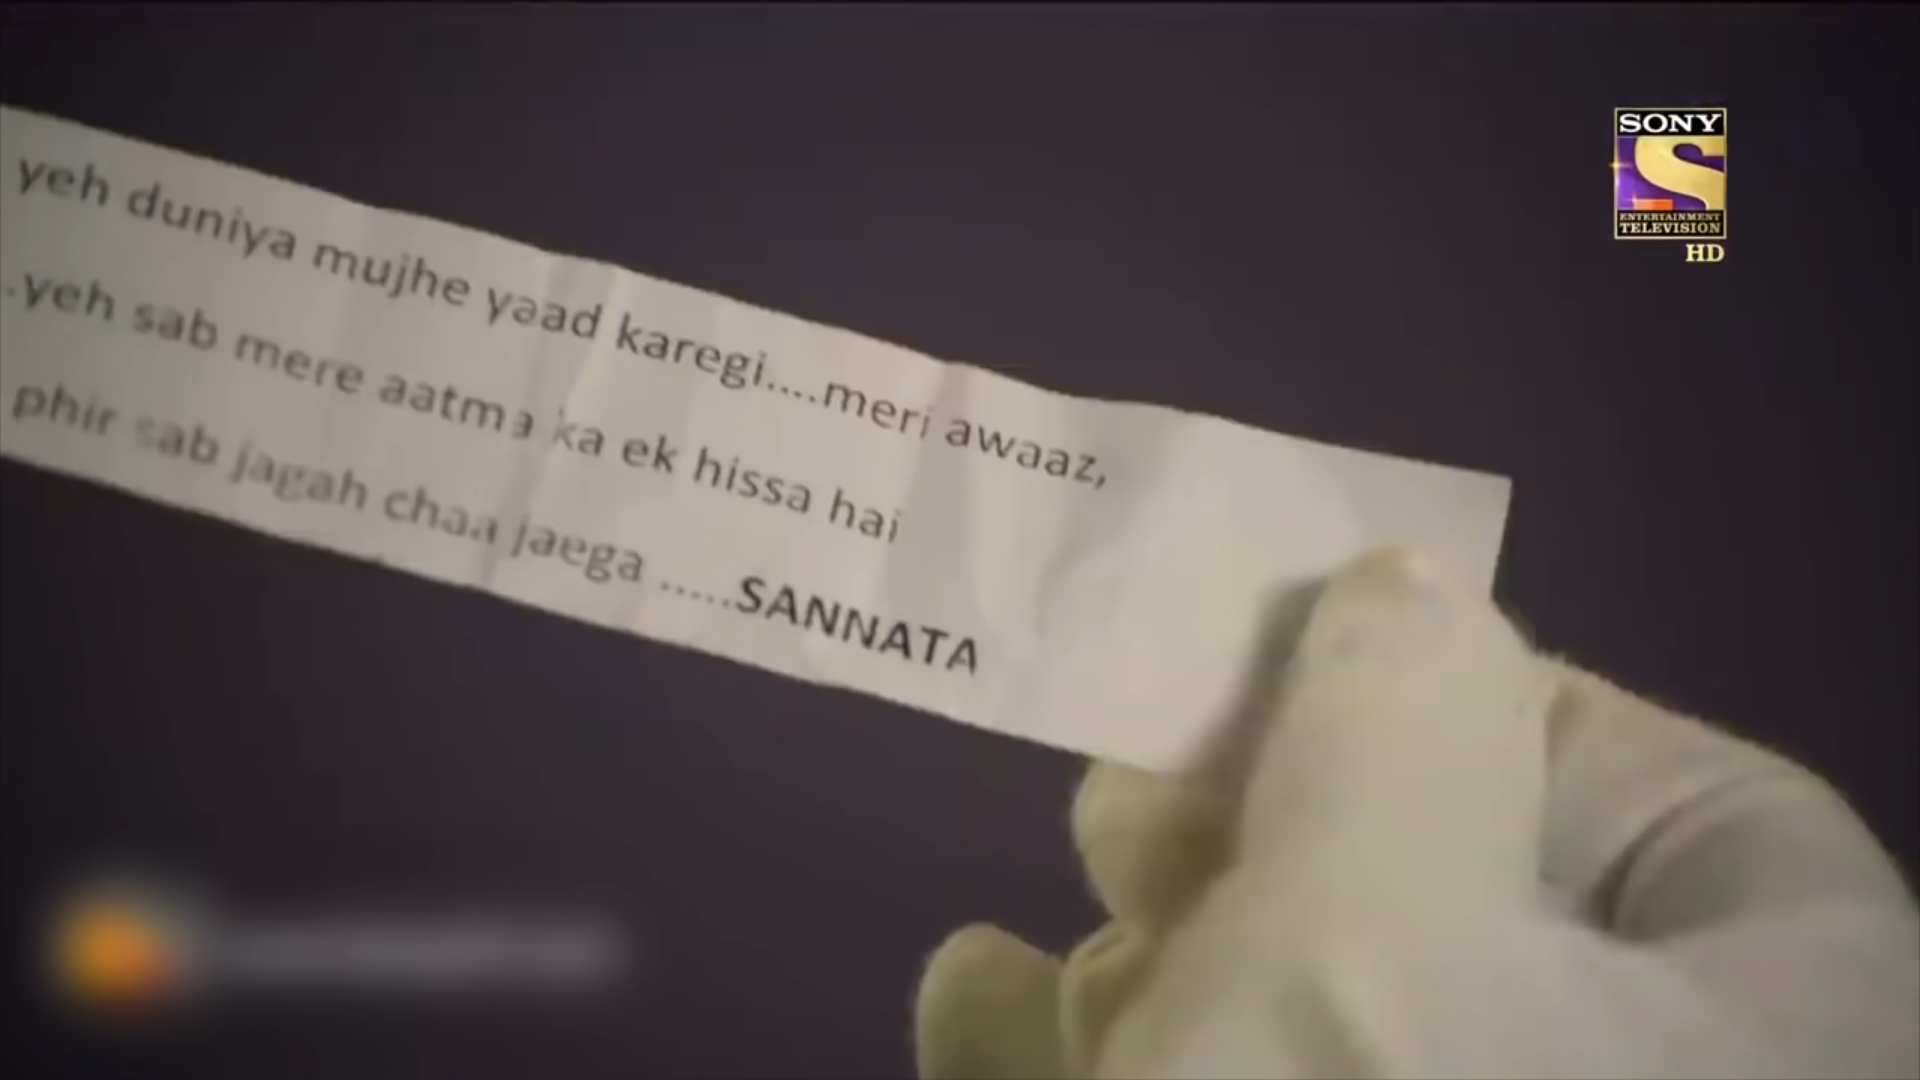 yeh duniya mujhe yaad karegi....meri awaaz,
.yeh sab mere aatma ka ek hissa hai
phir sab jagah chaa jaega .....SANNATA
SONY
S
ENTERTAINMENT
TELEVISION
HD